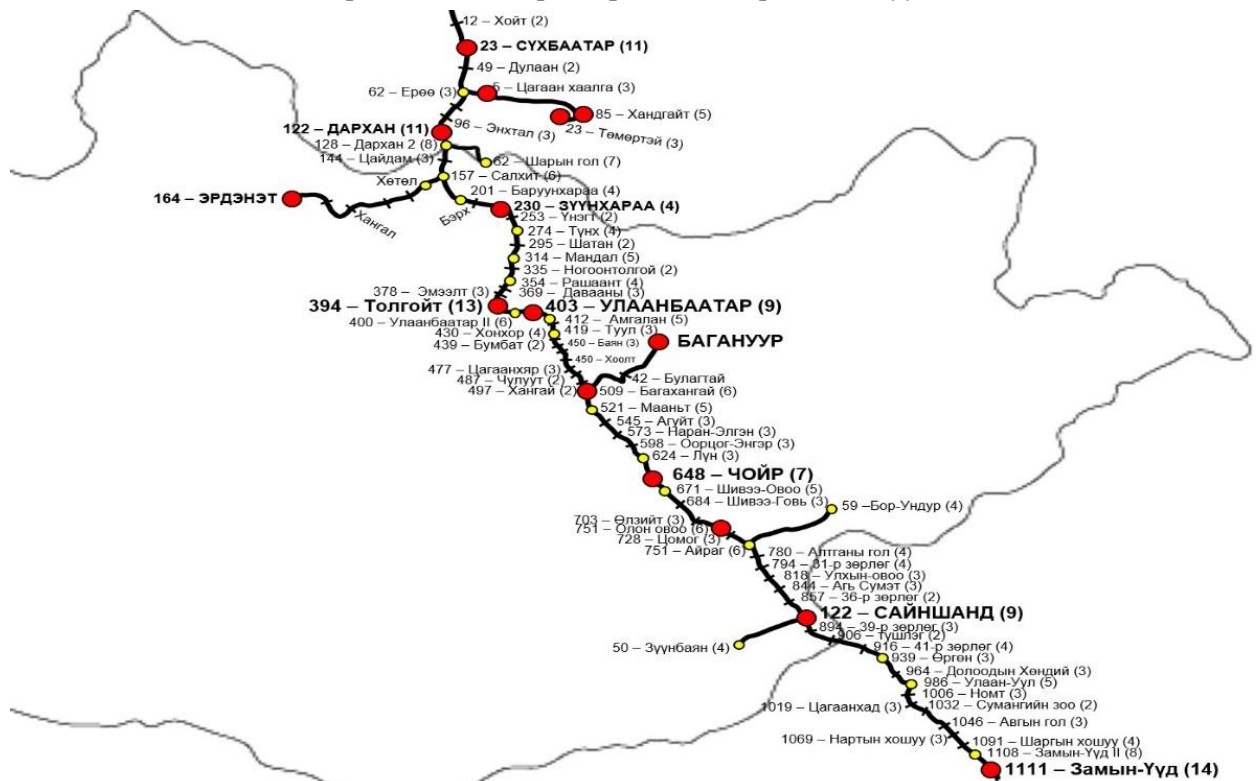 12 – Хойт (2)
23 – СҮХБААТАР (11)
49 – Дулаан (2)
62 – Ерөө (3)
5 – Цагаан хаалга (3)
85 – Хандгайт (5)
23 – Төмөртэй (3)
96 – Энхтал (3)
122 – ДАРХАН (11)
128 – Дархан 2 (8)
144 – Цайдам (3)
62 – Шарын гол (7)
157 – Салхит (6)
Хөтөл
164 – ЭРДЭНЭТ
Хангал
201 – Баруунхараа (4)
Бэрх
230 – ЗҮҮНХАРАА (4)
253 – Үнэгт (2)
274 – Түнх (4)
295 – Шатан (2)
314 – Мандал (5)
335 – Ногоонтолгой (2)
354 – Рашаант (4)
378 – Эмээлт (3)
369 – Давааны (3)
394 – Толгойт (13)
403 – УЛААНБААТАР (9)
400 – Улаанбаатар II (6)
412 – Амгалан (5)
419 – Туул (3)
430 – Хонхор (4)
439 – Бумбат (2)
450 – Баян (3)
450 – Хоолт
БАГАНУУР
477 – Цагаанхяр (3)
487 – Чулуут (2)
497 – Хангай (2)
42 – Булагтай
509 – Багахангай (6)
521 – Мааньт (5)
545 – Агуйт (3)
573 – Наран-Элгэн (3)
598 – Оорцог-Энгэр (3)
624 – Лүн (3)
648 – ЧОЙР (7)
671 – Шивээ-Овоо (5)
684 – Шивээ-Говь (3)
59 –Бор-Ундур (4)
703 – Өлзийт (3)
751 – Олон овоо (6)
728 – Цомог (3)
751 – Айраг (6)
780 – Алтганы гол (4)
794 – 31-р зөрлөг (4)
818 – Улхын-овоо (3)
844 – Агь Сумэт (3)
857 – 36-р зөрлөг (2)
122 – САЙНШАНД (9)
894 – 39-р зөрлөг (3)
906 – Түшлэг (2)
50 – Зүүнбаян (4)
916 – 41-р зөрлөг (4)
939 – Өргөн (3)
964 – Долоодын Хөндий (3)
986 – Улаан-Уул (5)
1006 – Номт (3)
1019 – Цагаанхад (3)
1032 – Сумангийн зоо (2)
1046 – Авгын гол (3)
1069 – Нартын хошуу (3)
1091 – Шаргын хошуу (4)
1108 – Замын-Үүд II (8)
1111 – Замын-Үүд (14)